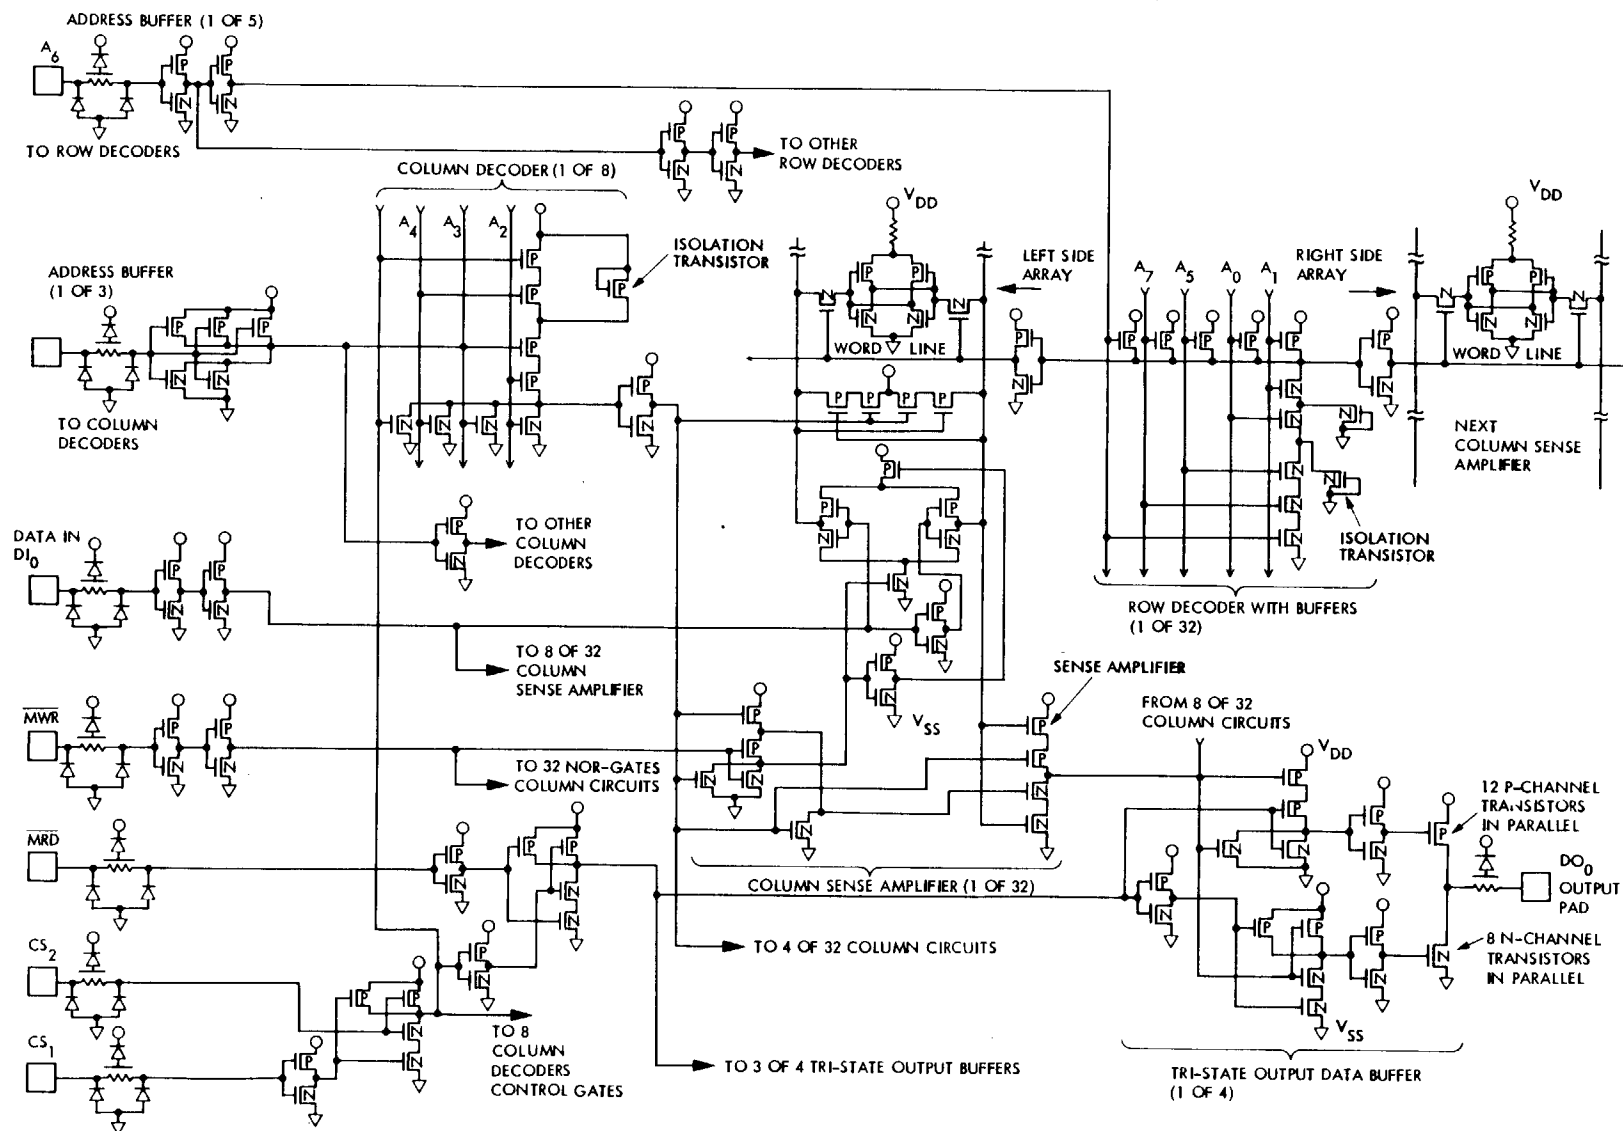 ADDRESS BUFFER (1 OF 5)
A6
TO ROW DECODERS
TO OTHER
ROW DECODERS
COLUMN DECODER (1 OF 8)
A4
A3
A2
ISOLATION
TRANSISTOR
ADDRESS BUFFER
(1 OF 3)
TO COLUMN
DECODERS
VDD
LEFT SIDE
ARRAY
WORD LINE
A7
A5
A0
A1
RIGHT SIDE
ARRAY
VDD
WORD LINE
NEXT
COLUMN SENSE
AMPLIFIER
ISOLATION
TRANSISTOR
ROW DECODER WITH BUFFERS
(1 OF 32)
TO OTHER
COLUMN
DECODERS
DATA IN
DI0
TO 8 OF 32
COLUMN
SENSE AMPLIFIER
SENSE AMPLIFIER
VSS
MWR
TO 32 NOR-GATES
COLUMN CIRCUITS
FROM 8 OF 32
COLUMN CIRCUITS
VDD
12 P-CHANNEL
TRANSISTORS
IN PARALLEL
MRD
COLUMN SENSE AMPLIFIER (1 OF 32)
DO0
OUTPUT
PAD
TO 4 OF 32 COLUMN CIRCUITS
8 N-CHANNEL
TRANSISTORS
IN PARALLEL
CS2
VSS
CS1
TO 8
COLUMN
DECODERS
CONTROL GATES
TO 3 OF 4 TRI-STATE OUTPUT BUFFERS
TRI-STATE OUTPUT DATA BUFFER
(1 OF 4)